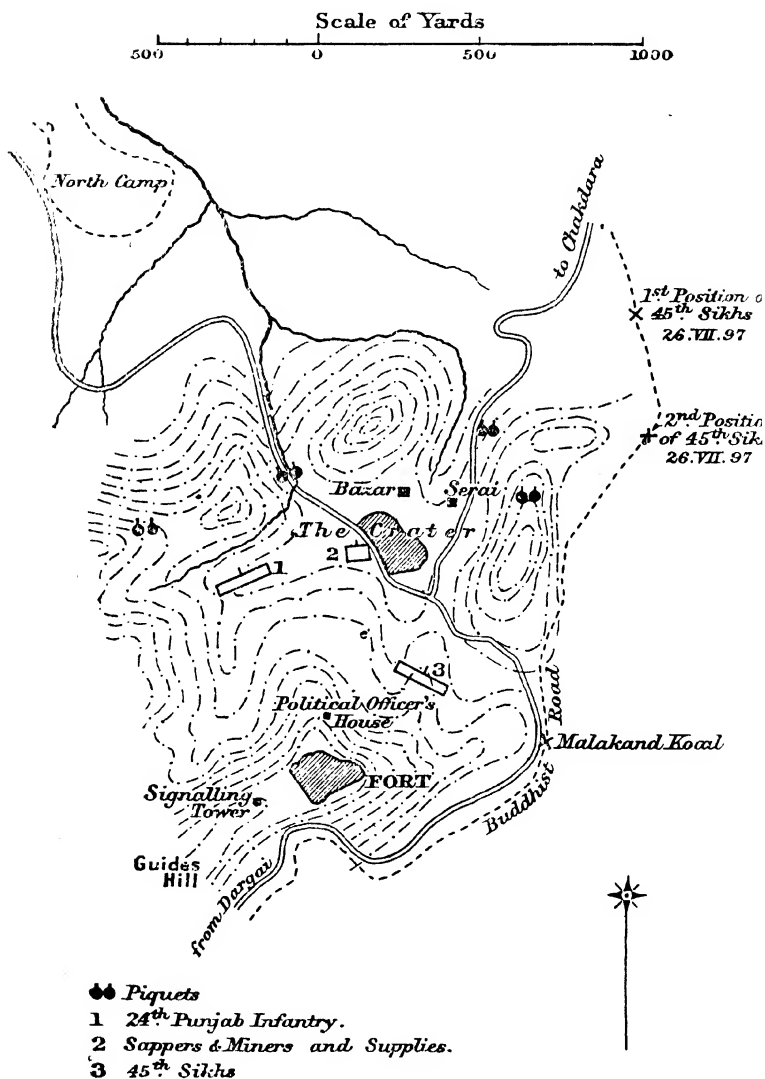 Scale of Yards
500 0 500 1000
North Camp
to Chakdara
1st Position o
45th Sikhs
26.VII.97
2nd Position
of 45th Sik
26.VII.97
Bazar
Serai
The Crater
2
1
3
Political Officer's
House
Road
Malakand Kotal
FORT
Buddhist
Signalling
Tower
Guides
Hill
from Dargai
Piquets
1 24th Punjab Infantry.
2 Sappers & Miners and Supplies.
3 45th Sikhs